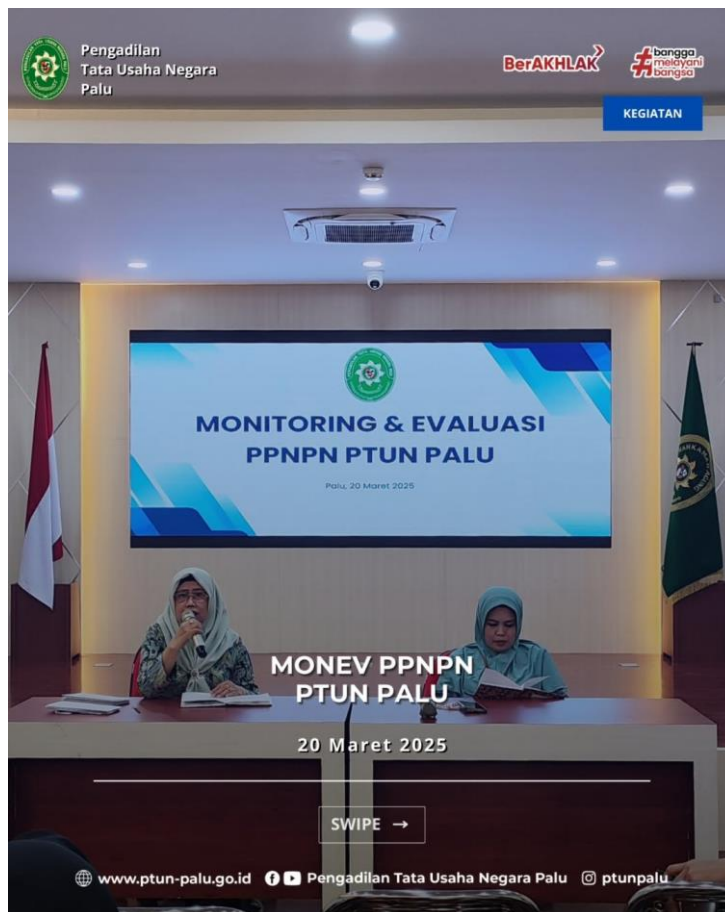 Pengadilan
Tata Usaha Negara
Palu
BerAKHLAK
#bangga
melayani
bangsa
KEGIATAN
MONITORING & EVALUASI
PPNPN PTUN PALU
Palu, 20 Maret 2025
MONEV PPNPN
PTUN PALU
20 Maret 2025
SWIPE →
www.ptun-palu.go.id Pengadilan Tata Usaha Negara Palu ptunpalu